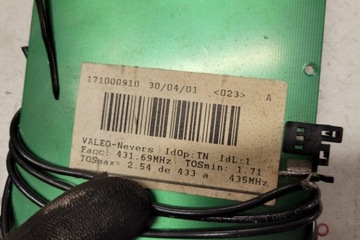 171000910 30/04/01 <023> A
VALEO-Nevers IdOp:TN IdL:1
Facc: 431.69MHz TOSmin: 1.71
TOSmax= 2.54 de 433 a 435MHz